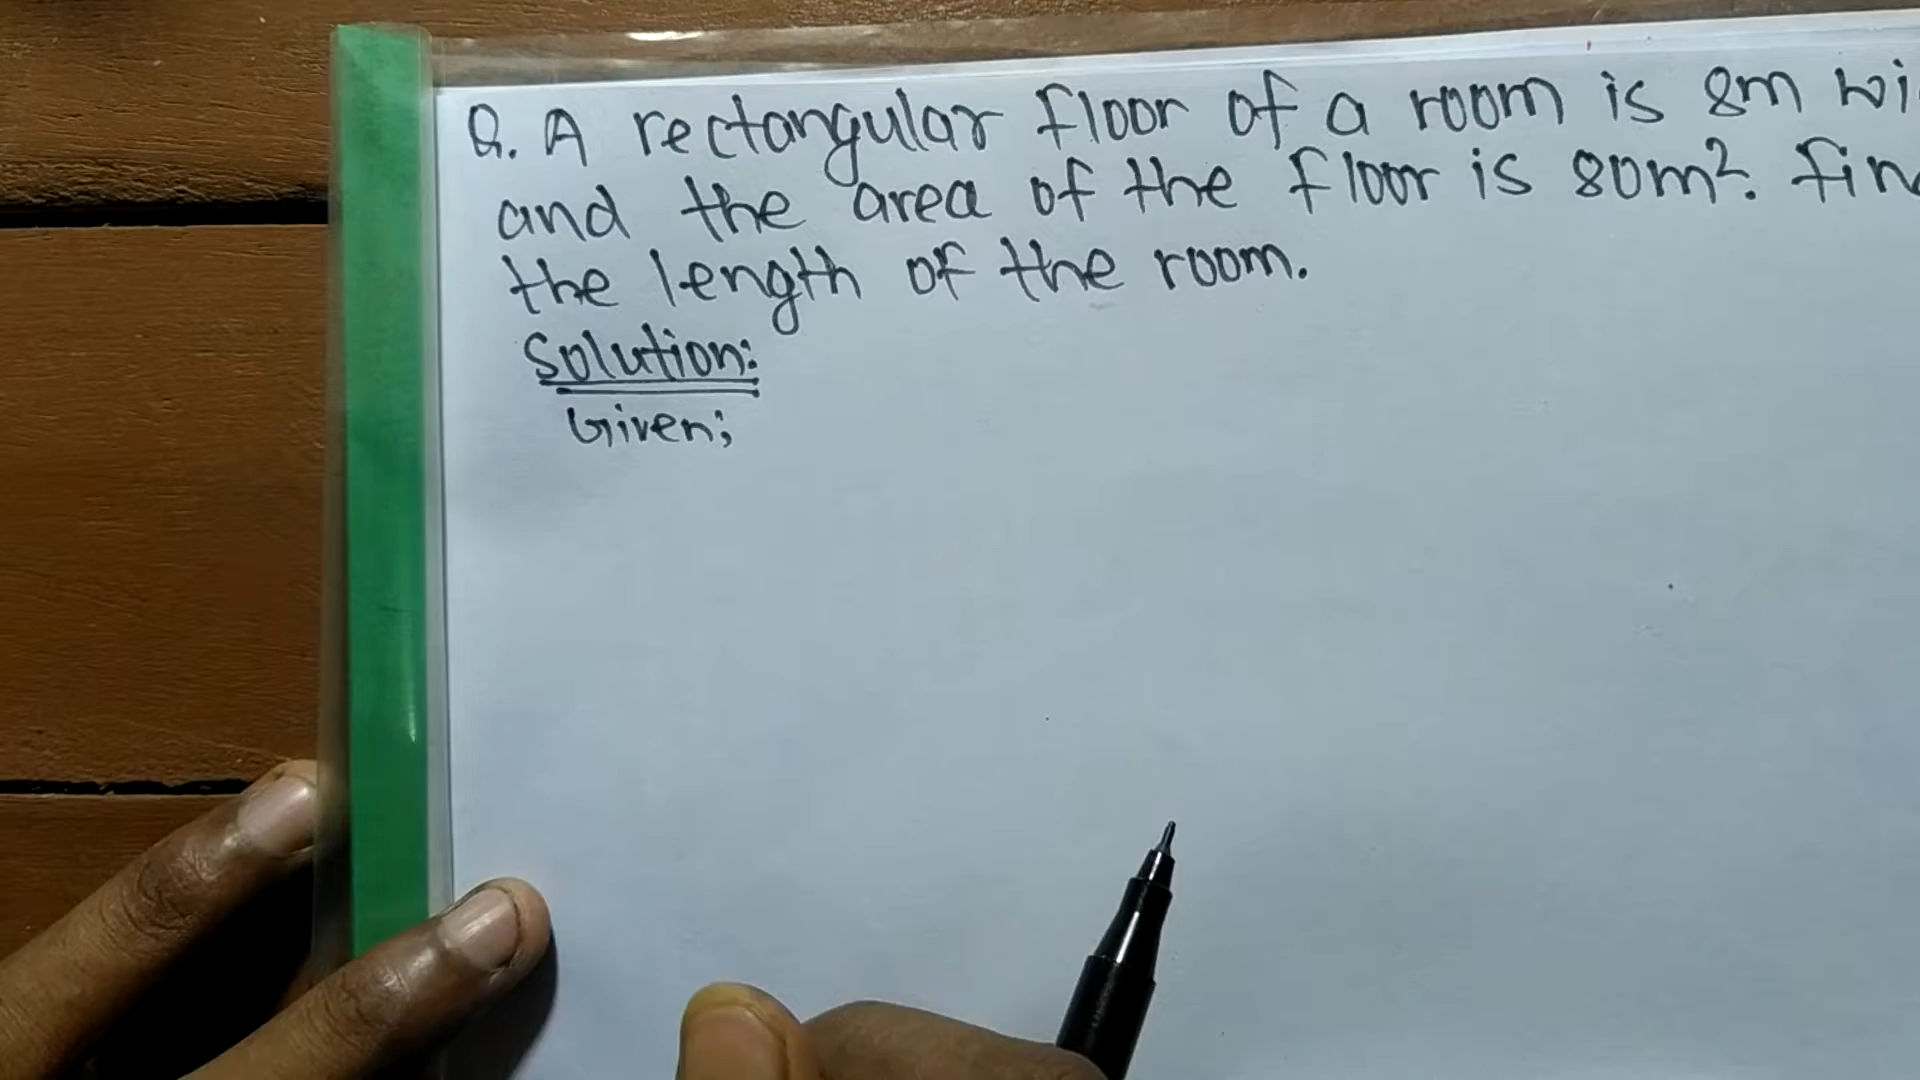 Q. A rectangular floor of a room is 8m wi
and the area of the floor is 80m². fin
the length of the room.
Solution:
Given;